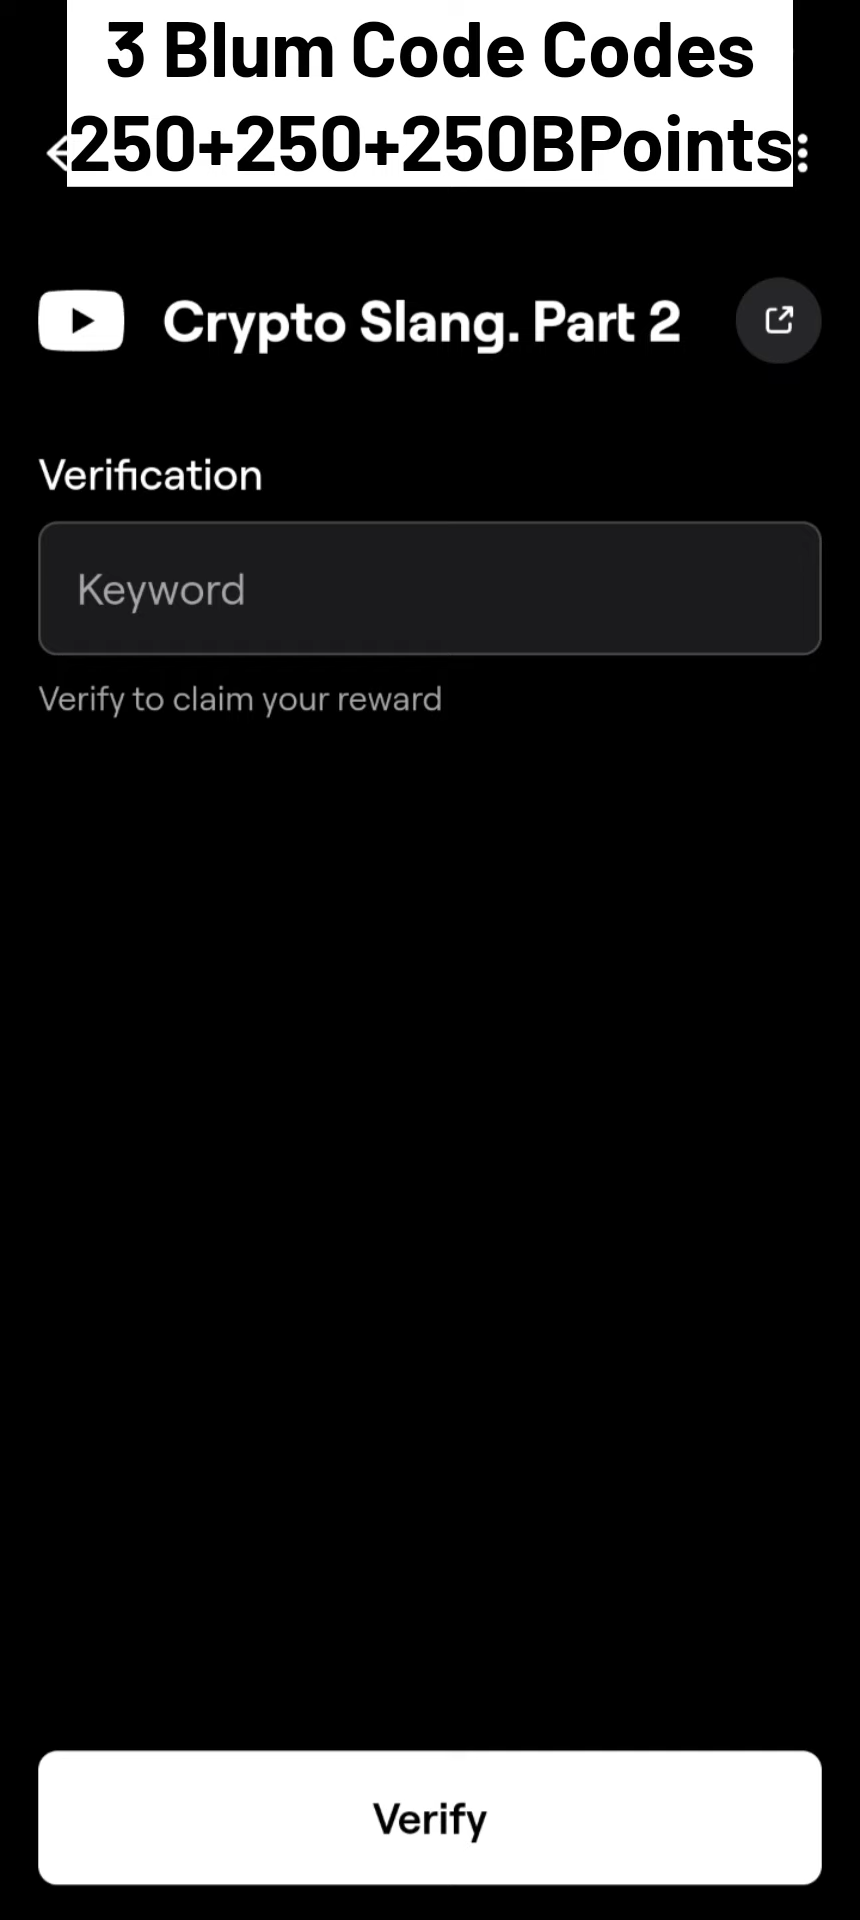 3 Blum Code Codes
250+250+250BPoints
Crypto Slang. Part 2
Verification
Keyword
Verify to claim your reward
Verify